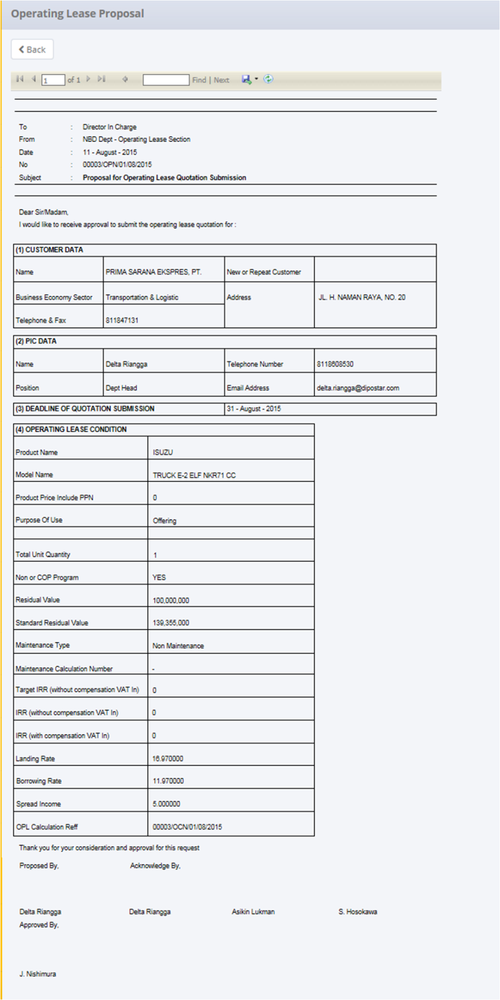 Operating Lease Proposal
Back
1 of 1 Find | Next
To : Director In Charge
From : NBD Dept - Operating Lease Section
Date : 11 - August - 2015
No : 00003/OPN/01/08/2015
Subject : Proposal for Operating Lease Quotation Submission
Dear Sir/Madam,
I would like to receive approval to submit the operating lease quotation for :
(1) CUSTOMER DATA
Name PRIMA SARANA EKSPRES, PT. New or Repeat Customer
Business Economy Sector Transportation & Logistic Address JL. H. NAMAN RAYA, NO. 20
Telephone & Fax 811847131
(2) PIC DATA
Name Delta Riangga Telephone Number 8118608530
Position Dept Head Email Address delta.riangga@dipostar.com
(3) DEADLINE OF QUOTATION SUBMISSION 31 - August - 2015
(4) OPERATING LEASE CONDITION
Product Name ISUZU
Model Name TRUCK E-2 ELF NKR71 CC
Product Price Include PPN 0
Purpose Of Use Offering
Total Unit Quantity 1
Non or COP Program YES
Residual Value 100,000,000
Standard Residual Value 139,355,000
Maintenance Type Non Maintenance
Maintenance Calculation Number -
Target IRR (without compensation VAT In) 0
IRR (without compensation VAT In) 0
IRR (with compensation VAT In) 0
Landing Rate 16.970000
Borrowing Rate 11.970000
Spread Income 5.000000
OPL Calculation Reff 00003/OCN/01/08/2015
Thank you for your consideration and approval for this request
Proposed By, Acknowledge By,
Delta Riangga Delta Riangga Asikin Lukman S. Hosokawa
Approved By,
J. Nishimura